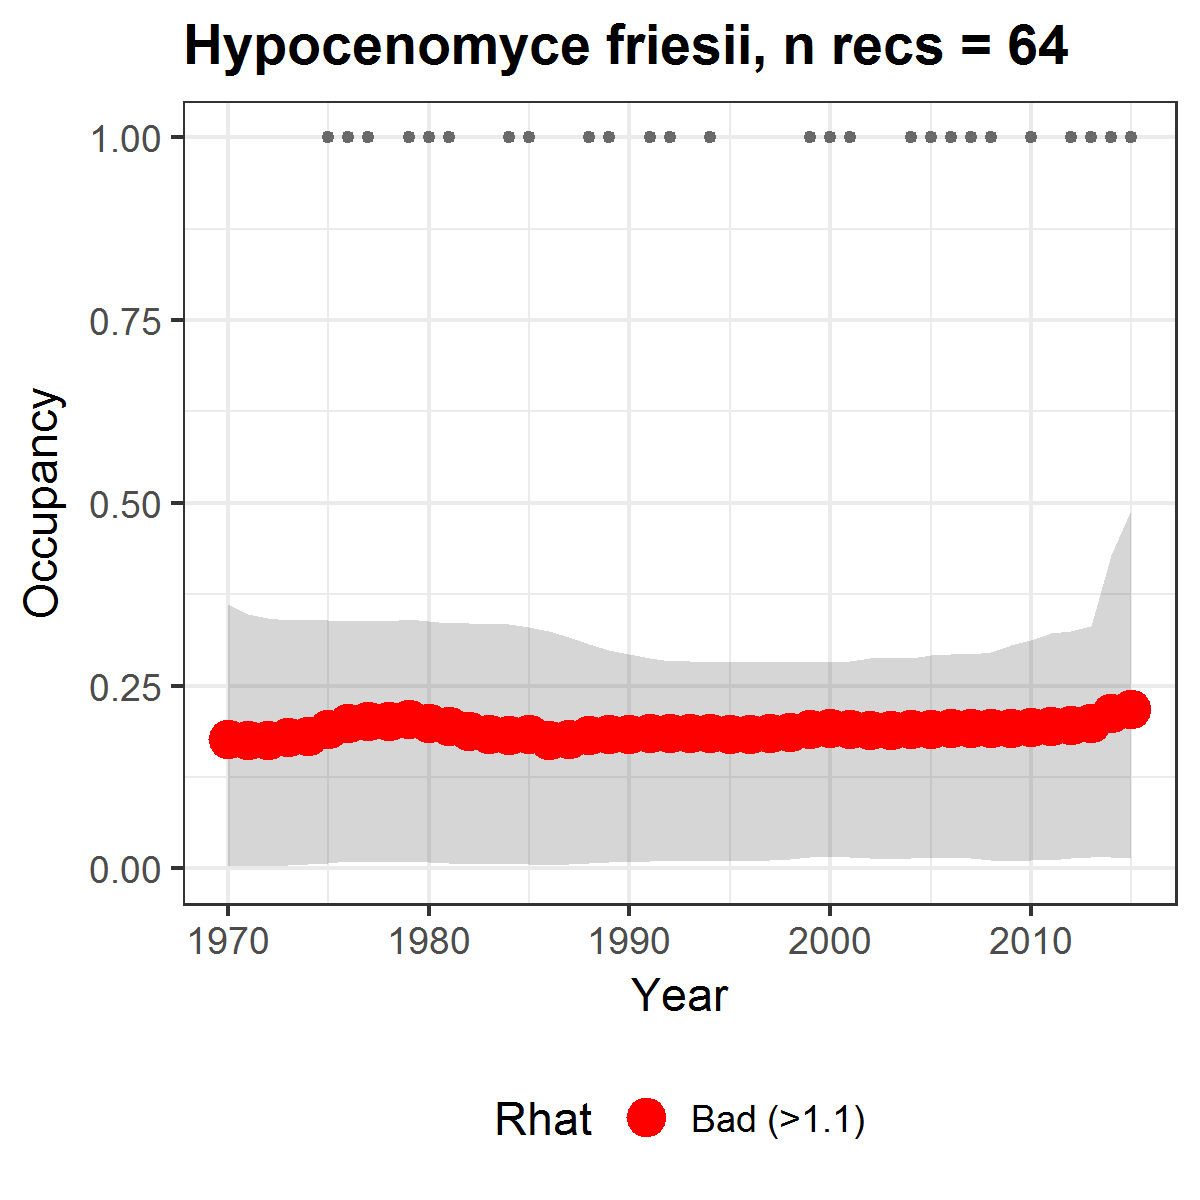 Hypocenomyce friesii, n recs = 64
1.00
0.75
0.50
0.25
0.00
Occupancy
1970 1980 1990 2000 2010
Year
Rhat Bad (>1.1)